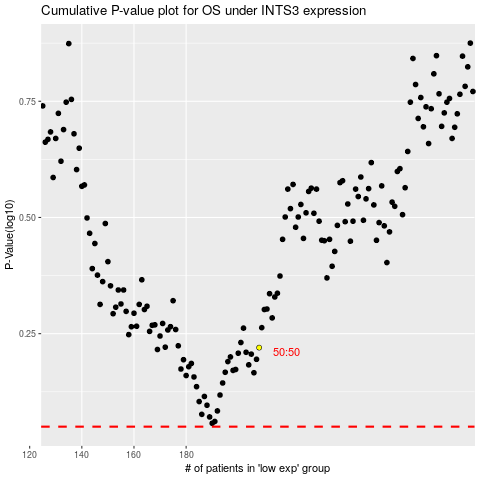 Cumulative P-value plot for OS under INTS3 expression
P-Value(log10)
0.75
0.50
0.25
50:50
120 140 160 180
# of patients in 'low exp' group